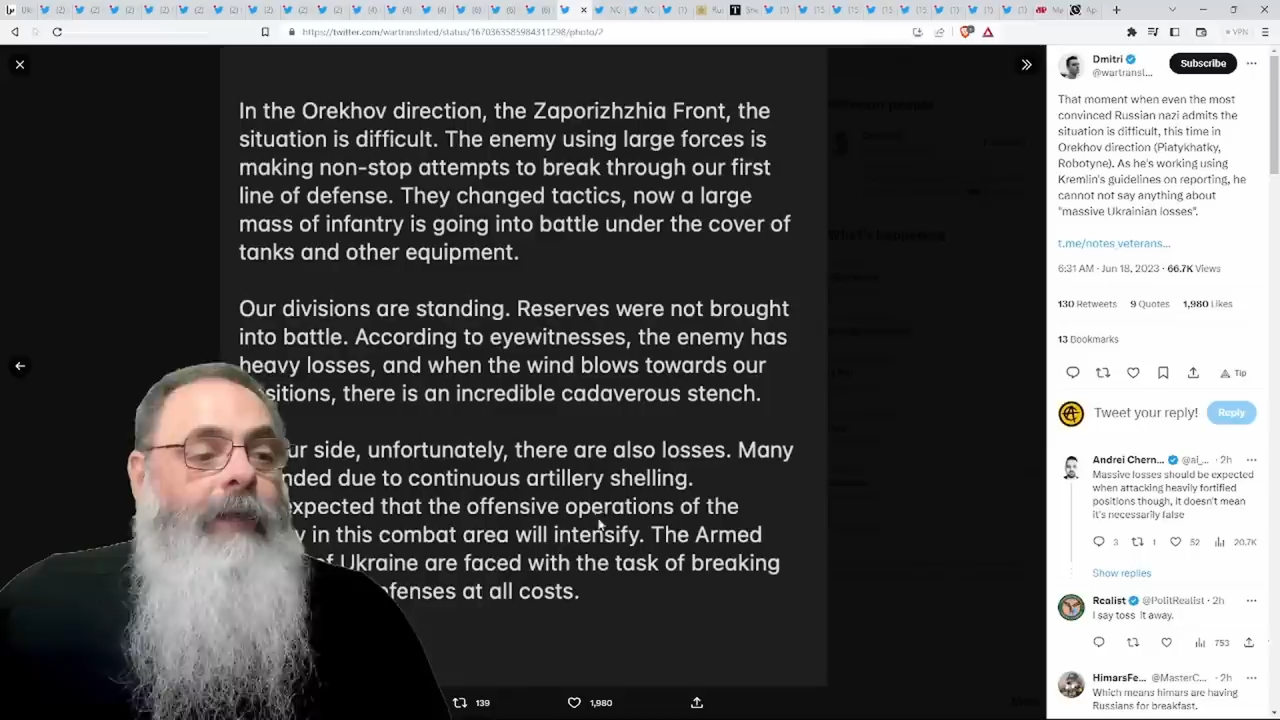 https://twitter.com/wartranslated/status/1670363585984311298/photo/2
VPN
In the Orekhov direction, the Zaporizhzhia Front, the
situation is difficult. The enemy using large forces is
making non-stop attempts to break through our first
line of defense. They changed tactics, now a large
mass of infantry is going into battle under the cover of
tanks and other equipment.
Our divisions are standing. Reserves were not brought
into battle. According to eyewitnesses, the enemy has
heavy losses, and when the wind blows towards our
sitions, there is an incredible cadaverous stench.
ur side, unfortunately, there are also losses. Many
nded due to continuous artillery shelling.
expected that the offensive operations of the
y in this combat area will intensify. The Armed
of Ukraine are faced with the task of breaking
efenses at all costs.
139
1,980
Dmitri
@wartransl...
Subscribe
That moment when even the most
convinced Russian nazi admits the
situation is difficult, this time in
Orekhov direction (Piatykhatky,
Robotyne). As he's working using
Kremlin's guidelines on reporting, he
cannot not say anything about
"massive Ukrainian losses".
t.me/notes_veterans...
6:31 AM · Jun 18, 2023 · 66.7K Views
130 Retweets 9 Quotes 1,980 Likes
13 Bookmarks
Tip
Tweet your reply!
Reply
Andrei Chern... @ai_... · 2h
Massive losses should be expected
when attacking heavily fortified
positions though, it doesn't mean
it's necessarily false
3 1 52 20.7K
Show replies
Realist @PolitRealist · 2h
I say toss it away.
753
HimarsFe... @MasterC... · 2h
Which means himars are having
Russians for breakfast.